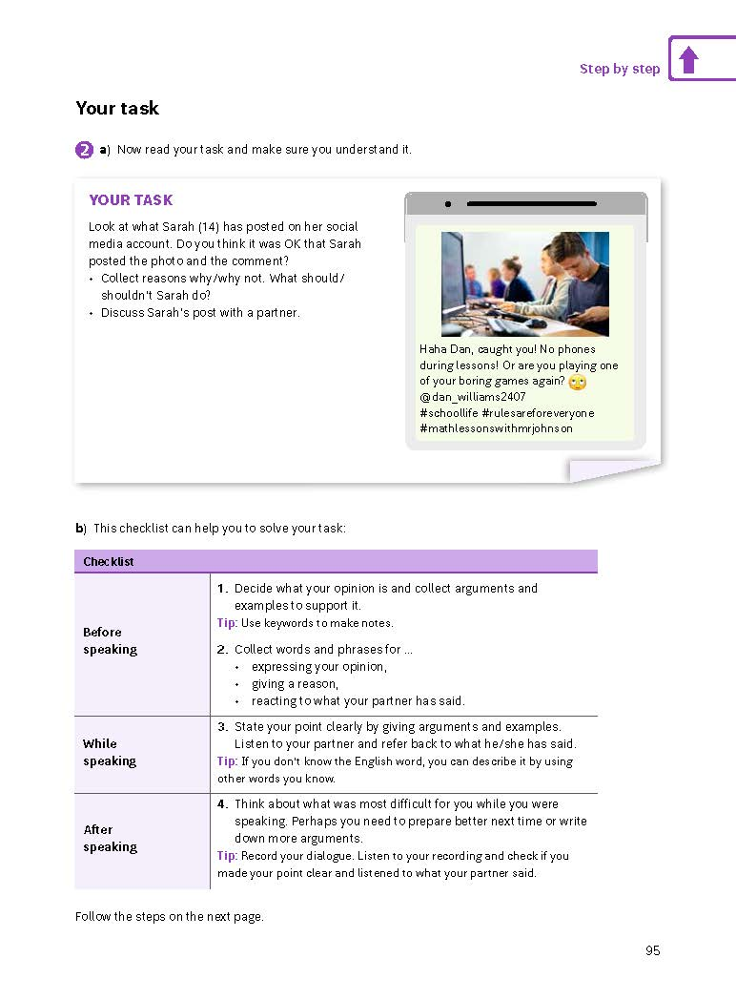 Step by step
Your task
2 a) Now read your task and make sure you understand it.
YOUR TASK
Look at what Sarah (14) has posted on her social
media account. Do you think it was OK that Sarah
posted the photo and the comment?
• Collect reasons why/why not. What should/
shouldn't Sarah do?
• Discuss Sarah's post with a partner.
Haha Dan, caught you! No phones
during lessons! Or are you playing one
of your boring games again? 🙄
@dan_williams2407
#schoollife #rulesareforeveryone
#mathlessonswithmrjohnson
b) This checklist can help you to solve your task:
Checklist
Before
speaking
1. Decide what your opinion is and collect arguments and
examples to support it.
Tip: Use keywords to make notes.
2. Collect words and phrases for ...
• expressing your opinion,
• giving a reason,
• reacting to what your partner has said.
While
speaking
3. State your point clearly by giving arguments and examples.
Listen to your partner and refer back to what he/she has said.
Tip: If you don't know the English word, you can describe it by using
other words you know.
After
speaking
4. Think about what was most difficult for you while you were
speaking. Perhaps you need to prepare better next time or write
down more arguments.
Tip: Record your dialogue. Listen to your recording and check if you
made your point clear and listened to what your partner said.
Follow the steps on the next page.
95